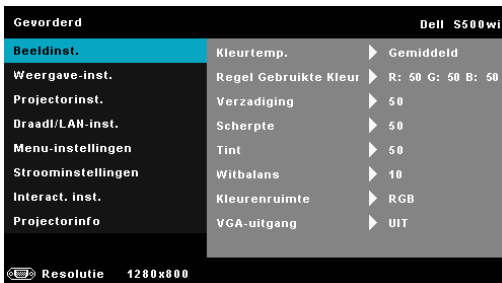 Gevorderd Dell S500wi
Beeldinst. Kleurtemp. Gemiddeld
Weergave-inst. Regel Gebruikte Kleur R: 50 G: 50 B: 50
Projectorinst. Verzadiging 50
Draadl/LAN-inst. Scherpte 50
Menu-instellingen Tint 50
Stroominstellingen Witbalans 10
Interact. inst. Kleurenruimte RGB
Projectorinfo VGA-uitgang UIT
Resolutie 1280x800